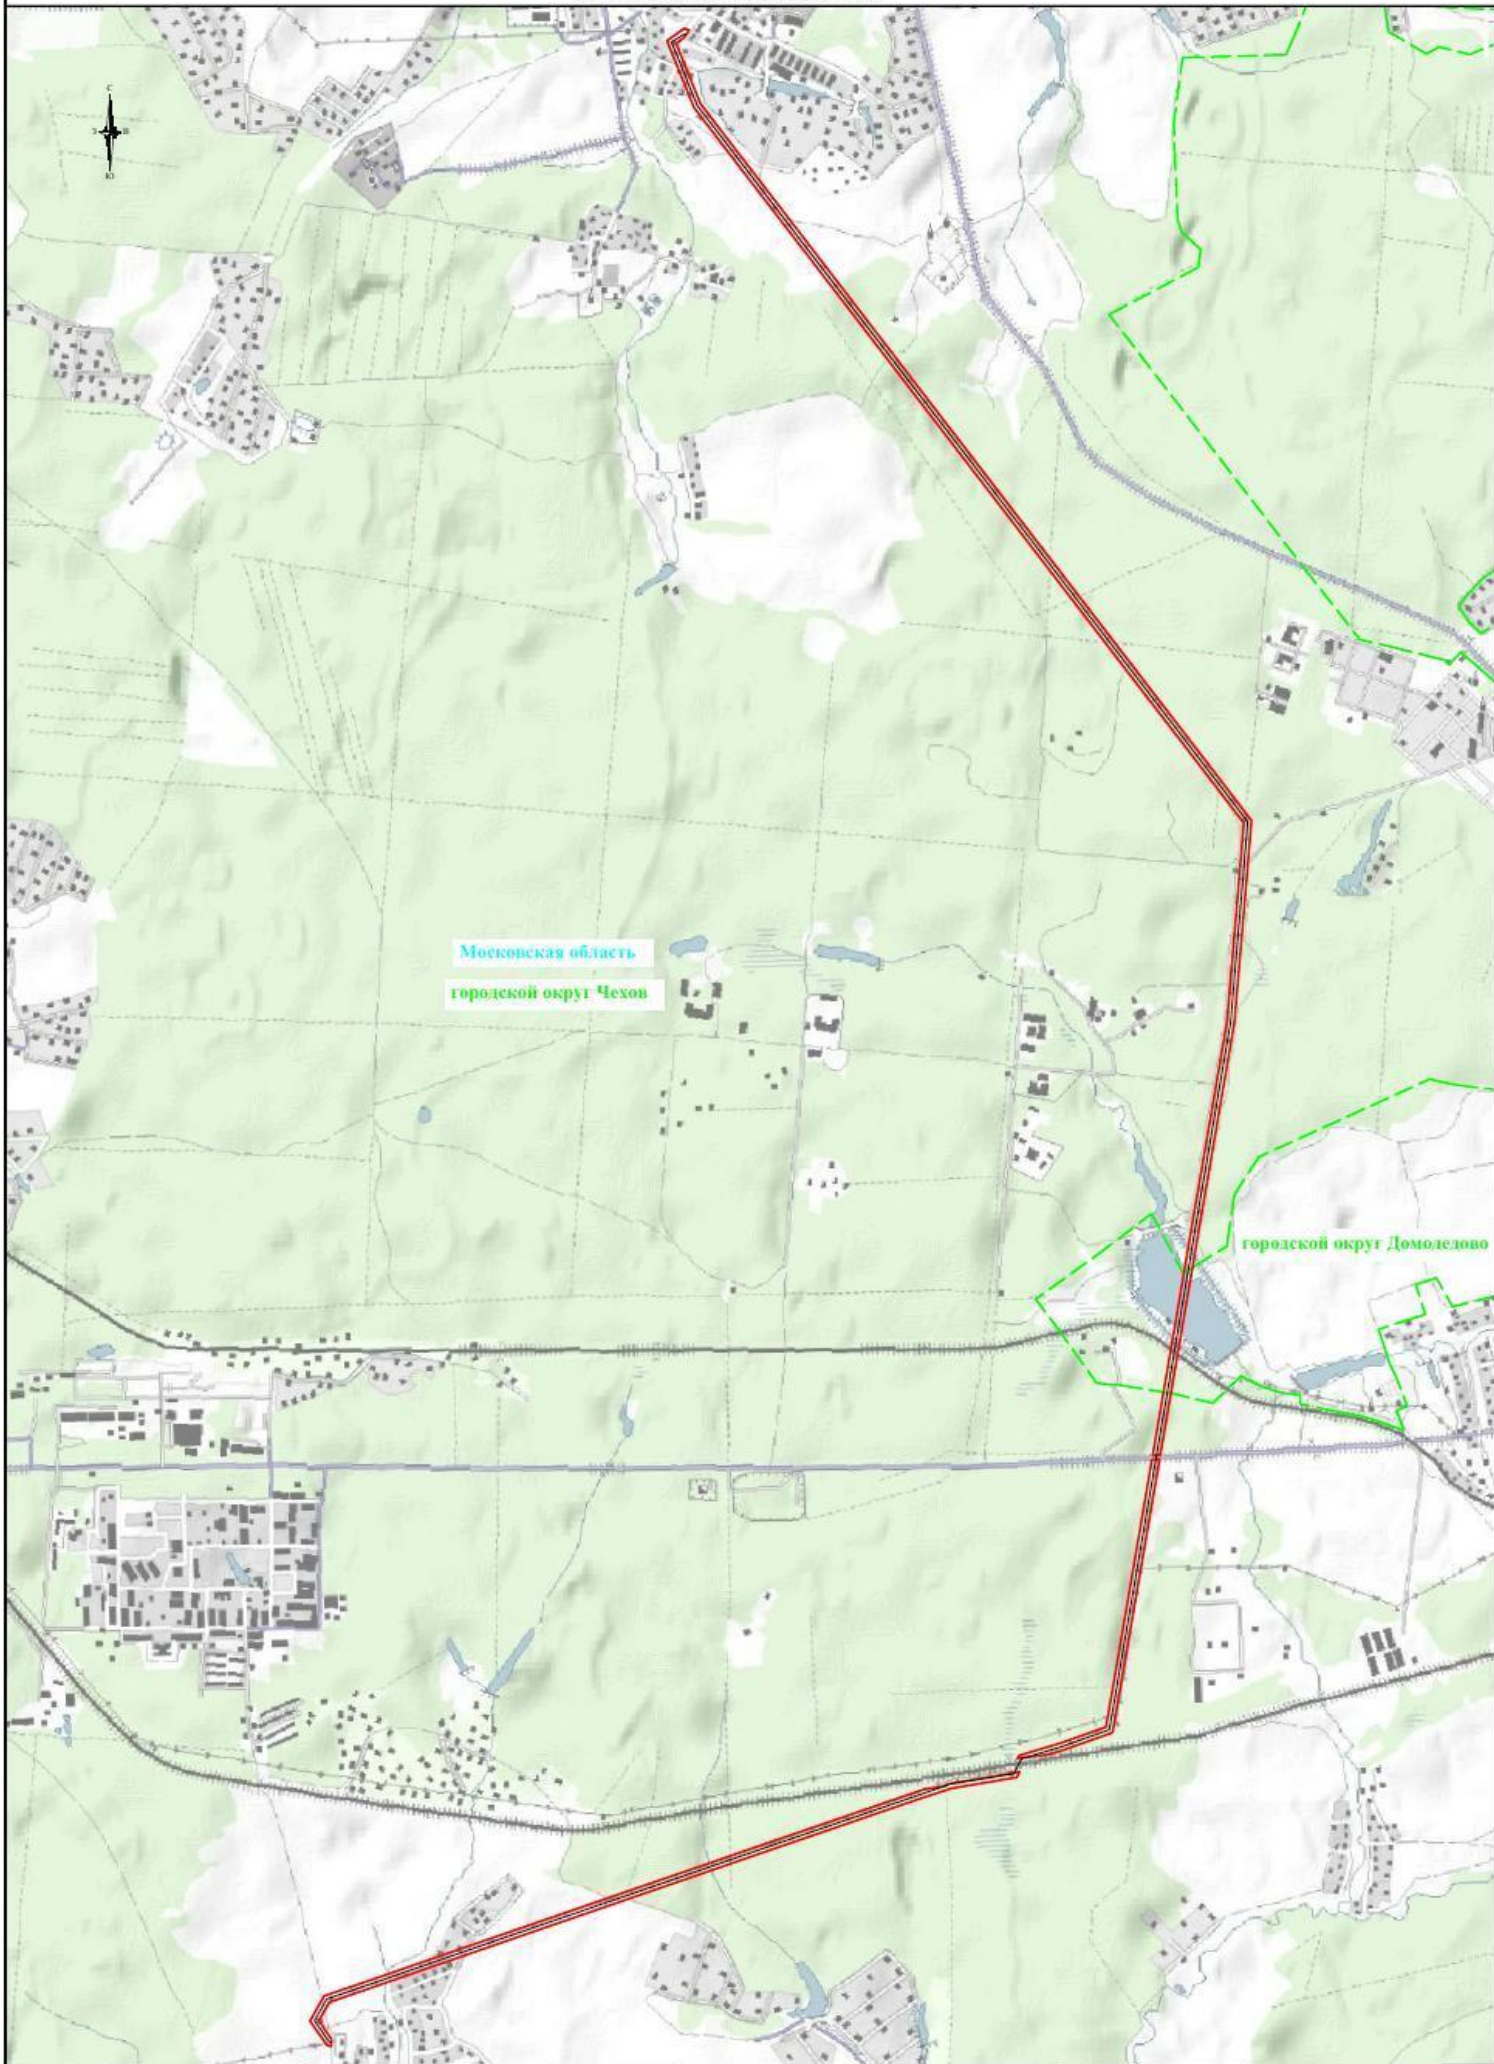 С
З
В
Ю
Московская область
городской округ Чехов
городской округ Домодедово